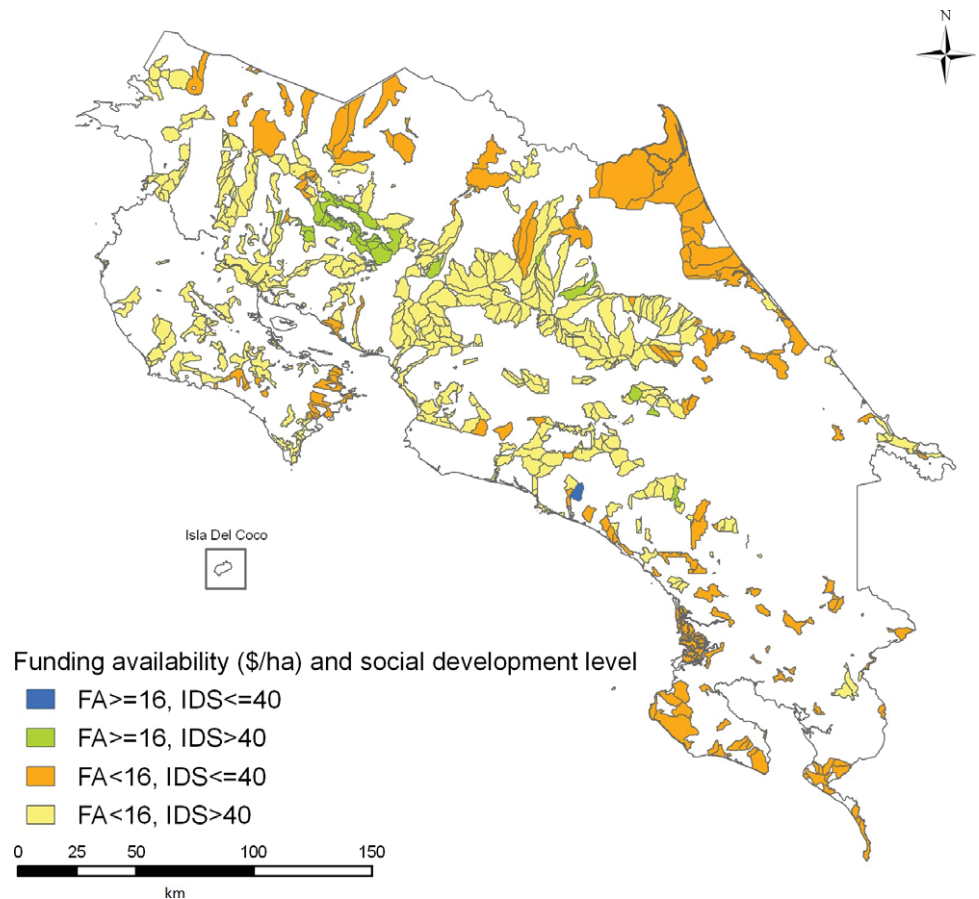 N
Isla Del Coco
Funding availability ($/ha) and social development level
FA>=16, IDS<=40
FA>=16, IDS>40
FA<16, IDS<=40
FA<16, IDS>40
0 25 50 100 150
km